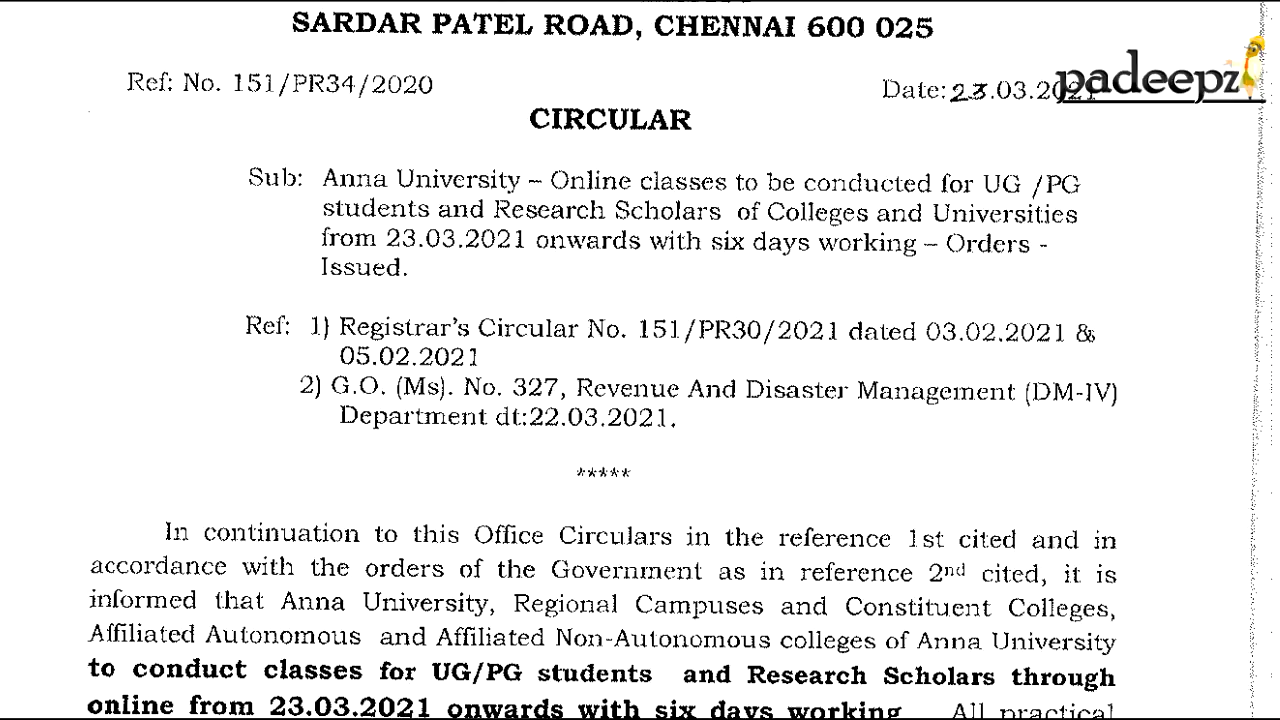 SARDAR PATEL ROAD, CHENNAI 600 025
Ref: No. 151/PR34/2020
Date: 23.03.2021
padeepz
CIRCULAR
Sub: Anna University – Online classes to be conducted for UG /PG
students and Research Scholars of Colleges and Universities
from 23.03.2021 onwards with six days working – Orders -
Issued.
Ref: 1) Registrar's Circular No. 151/PR30/2021 dated 03.02.2021 &
05.02.2021
2) G.O. (Ms). No. 327, Revenue And Disaster Management (DM-IV)
Department dt:22.03.2021.
*****
In continuation to this Office Circulars in the reference 1st cited and in
accordance with the orders of the Government as in reference 2nd cited, it is
informed that Anna University, Regional Campuses and Constituent Colleges,
Affiliated Autonomous and Affiliated Non-Autonomous colleges of Anna University
to conduct classes for UG/PG students and Research Scholars through
online from 23.03.2021 onwards with six days working All practical